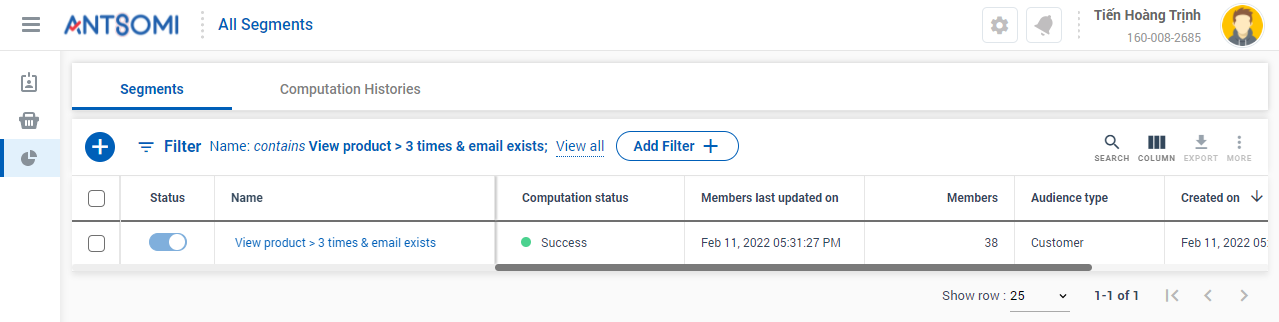 ANTSOMI
All Segments
Tiến Hoàng Trịnh
160-008-2685
Segments
Computation Histories
Filter Name: contains View product > 3 times & email exists; View all Add Filter
SEARCH COLUMN EXPORT MORE
Status Name Computation status Members last updated on Members Audience type Created on
View product > 3 times & email exists Success Feb 11, 2022 05:31:27 PM 38 Customer Feb 11, 2022 05:
Show row : 25 1-1 of 1